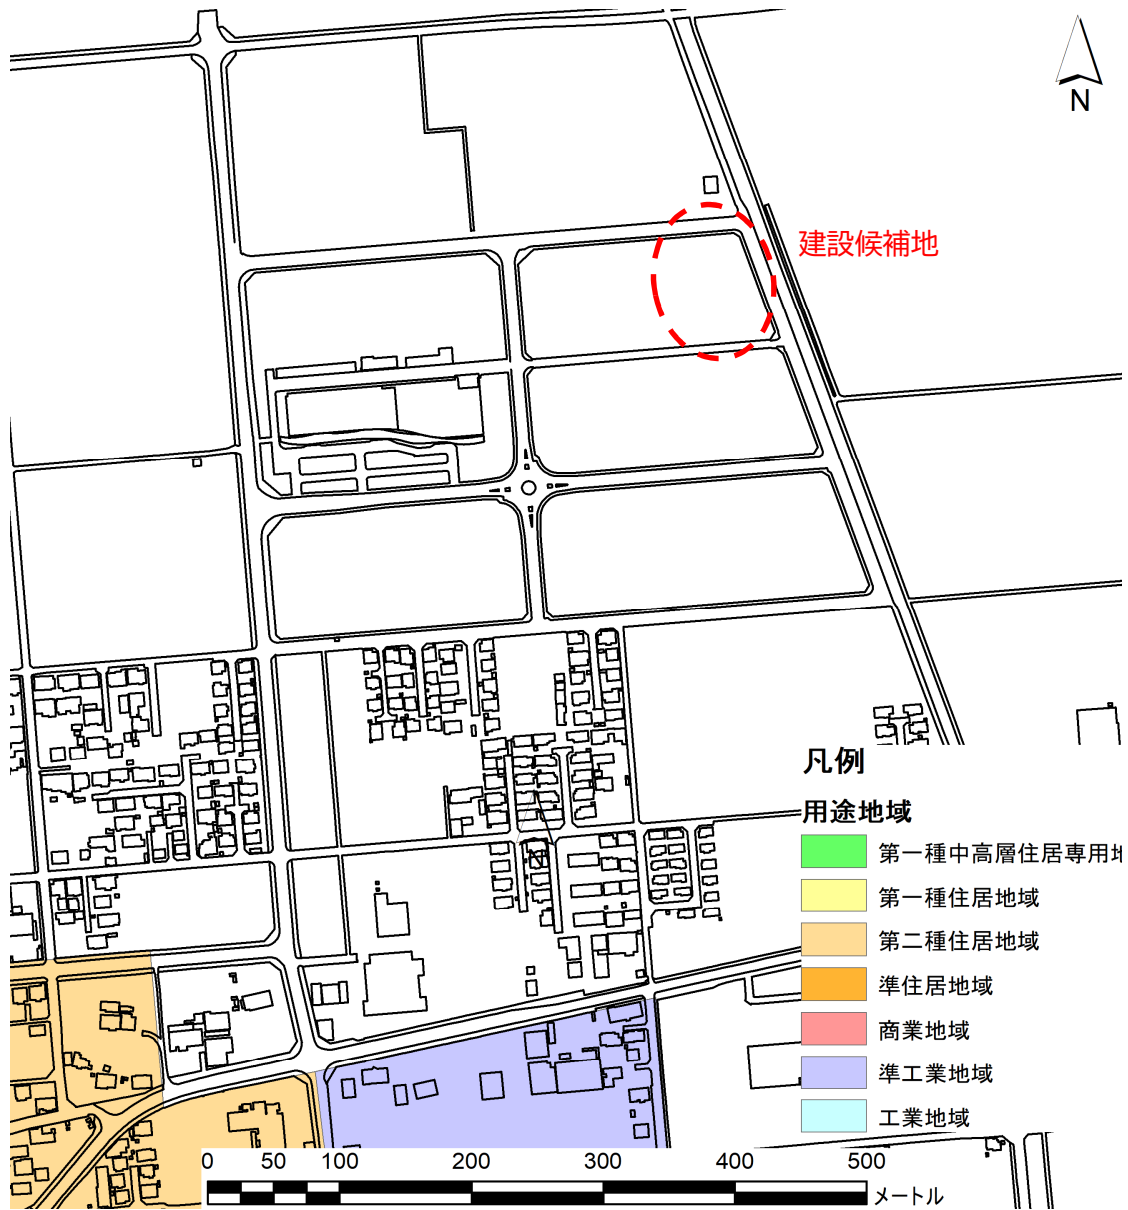 N
建設候補地
凡例
用途地域
第一種中高層住居専用地
第一種住居地域
第二種住居地域
準住居地域
商業地域
準工業地域
工業地域
N
0 50 100 200 300 400 500
メートル